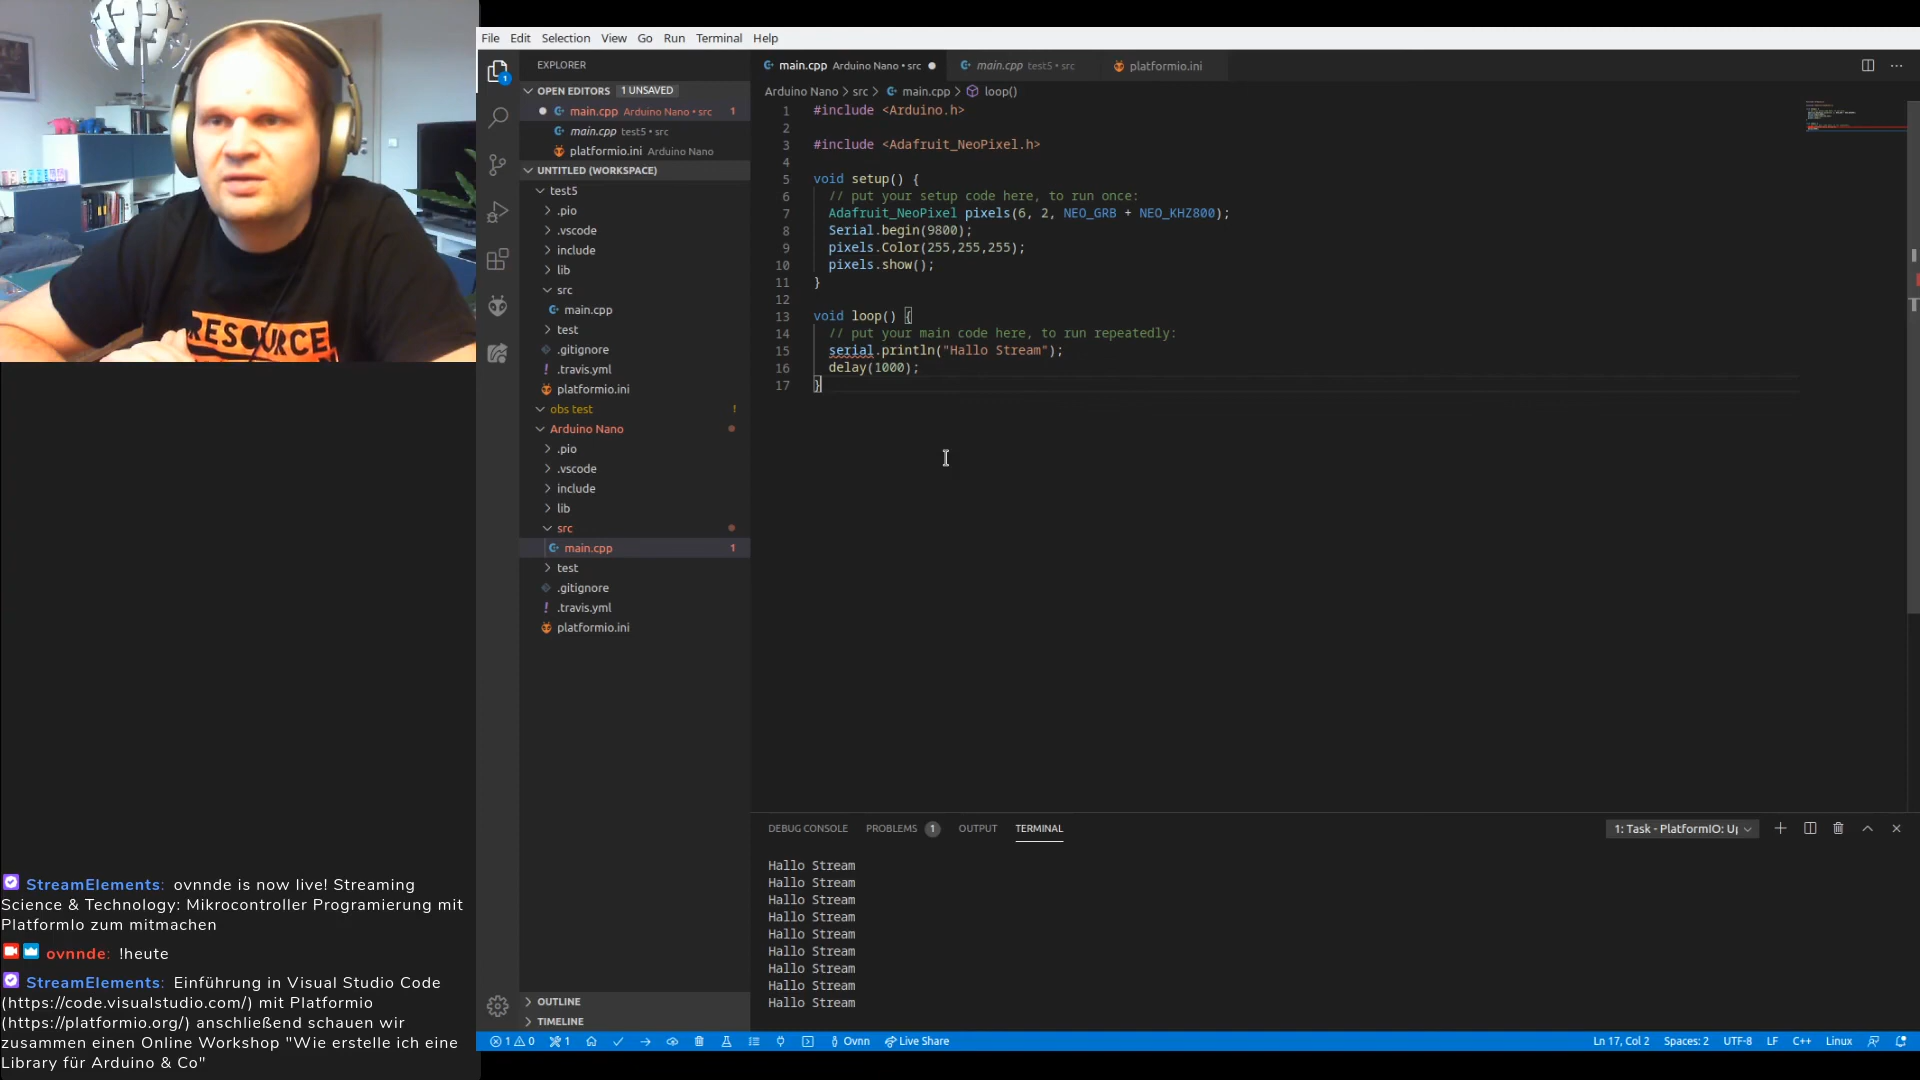 RESOURCE
StreamElements: ovnnde is now live! Streaming
Science & Technology: Mikrocontroller Programierung mit
PlatformIo zum mitmachen
ovnnde: !heute
StreamElements: Einführung in Visual Studio Code
(https://code.visualstudio.com/) mit Platformio
(https://platformio.org/) anschließend schauen wir
zusammen einen Online Workshop "Wie erstelle ich eine
Library für Arduino & Co"
File Edit Selection View Go Run Terminal Help
1
EXPLORER
OPEN EDITORS 1 UNSAVED
main.cpp Arduino Nano • src 1
main.cpp test5 • src
platformio.ini Arduino Nano
UNTITLED (WORKSPACE)
test5
.pio
.vscode
include
lib
src
main.cpp
test
.gitignore
.travis.yml
platformio.ini
obs test !
Arduino Nano
.pio
.vscode
include
lib
src
main.cpp 1
test
.gitignore
.travis.yml
platformio.ini
OUTLINE
TIMELINE
main.cpp Arduino Nano • src
main.cpp test5 • src
platformio.ini
Arduino Nano > src > main.cpp > loop()
1 #include <Arduino.h>
2
3 #include <Adafruit_NeoPixel.h>
4
5 void setup() {
6 // put your setup code here, to run once:
7 Adafruit_NeoPixel pixels(6, 2, NEO_GRB + NEO_KHZ800);
8 Serial.begin(9800);
9 pixels.Color(255,255,255);
10 pixels.show();
11 }
12
13 void loop() {
14 // put your main code here, to run repeatedly:
15 serial.println("Hallo Stream");
16 delay(1000);
17 }
DEBUG CONSOLE PROBLEMS 1 OUTPUT TERMINAL
1: Task - PlatformIO: Up
Hallo Stream
Hallo Stream
Hallo Stream
Hallo Stream
Hallo Stream
Hallo Stream
Hallo Stream
Hallo Stream
Hallo Stream
1 0 1 Ovnn Live Share
Ln 17, Col 2 Spaces: 2 UTF-8 LF C++ Linux